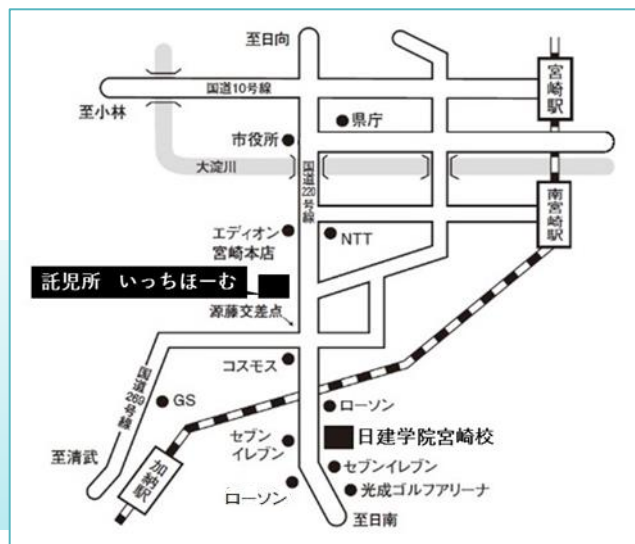 至日向
国道10号線
至小林
宮崎駅
県庁
市役所
大淀川
国道220号線
南宮崎駅
エディオン
宮崎本店
NTT
託児所 いっちほーむ
源藤交差点
コスモス
国道269号線
GS
ローソン
日建学院宮崎校
セブン
イレブン
至清武
加納駅
セブンイレブン
ローソン
光成ゴルフアリーナ
至日南